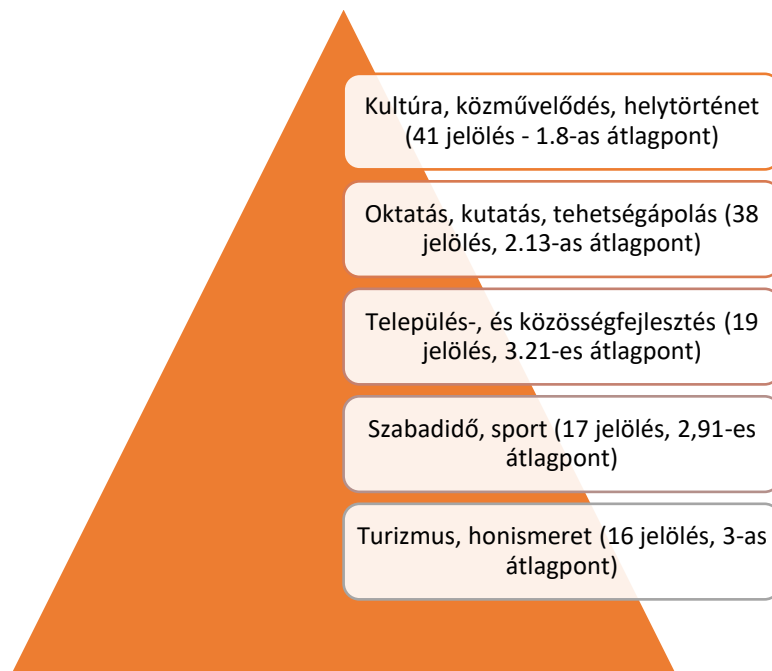 Kultúra, közművelődés, helytörténet
(41 jelölés - 1.8-as átlagpont)
Oktatás, kutatás, tehetségápolás (38
jelölés, 2.13-as átlagpont)
Település-, és közösségfejlesztés (19
jelölés, 3.21-es átlagpont)
Szabadidő, sport (17 jelölés, 2,91-es
átlagpont)
Turizmus, honismeret (16 jelölés, 3-as
átlagpont)